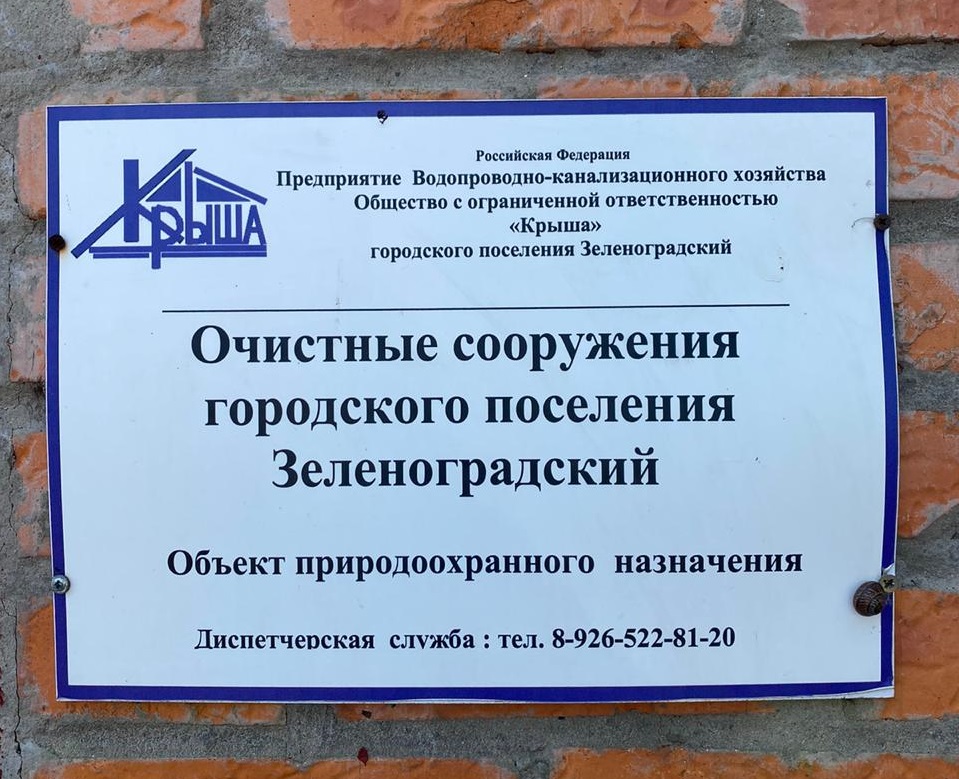 Крыша
Российская Федерация
Предприятие Водопроводно-канализационного хозяйства
Общество с ограниченной ответственностью
«Крыша»
городского поселения Зеленоградский
Очистные сооружения
городского поселения
Зеленоградский
Объект природоохранного назначения
Диспетчерская служба : тел. 8-926-522-81-20